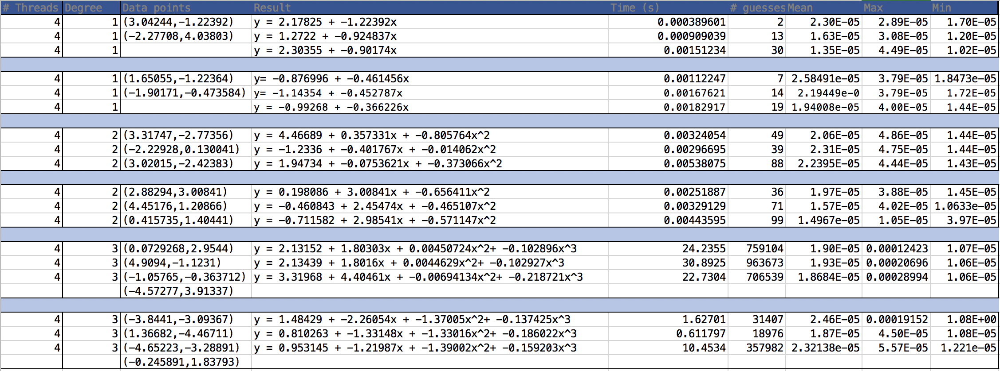 # Threads Degree Data points Result Time (s) # guesses Mean Max Min
4 1 (3.04244,-1.22392) y = 2.17825 + -1.22392x 0.000389601 2 2.30E-05 2.89E-05 1.70E-05
4 1 (-2.27708,4.03803) y = 1.2722 + -0.924837x 0.000909039 13 1.63E-05 3.08E-05 1.20E-05
4 1 y = 2.30355 + -0.90174x 0.00151234 30 1.35E-05 4.49E-05 1.02E-05
4 1 (1.65055,-1.22364) y= -0.876996 + -0.461456x 0.00112247 7 2.58491e-05 3.79E-05 1.8473e-05
4 1 (-1.90171,-0.473584) y= -1.14354 + -0.452787x 0.00167621 14 2.19449e-0 3.79E-05 1.72E-05
4 1 y = -0.99268 + -0.366226x 0.00182917 19 1.94008e-05 4.00E-05 1.44E-05
4 2 (3.31747,-2.77356) y = 4.46689 + 0.357331x + -0.805764x^2 0.00324054 49 2.06E-05 4.86E-05 1.44E-05
4 2 (-2.22928,0.130041) y = -1.2336 + -0.401767x + -0.014062x^2 0.00296695 39 2.31E-05 4.75E-05 1.44E-05
4 2 (3.02015,-2.42383) y = 1.94734 + -0.0753621x + -0.373066x^2 0.00538075 88 2.2395E-05 4.44E-05 1.43E-05
4 2 (2.88294,3.00841) y = 0.198086 + 3.00841x + -0.656411x^2 0.00251887 36 1.97E-05 3.88E-05 1.45E-05
4 2 (4.45176,1.20866) y = -0.460843 + 2.45474x + -0.465107x^2 0.00329129 71 1.57E-05 4.02E-05 1.0633e-05
4 2 (0.415735,1.40441) y = -0.711582 + 2.98541x + -0.571147x^2 0.00443595 99 1.4967e-05 1.05E-05 3.97E-05
4 3 (0.0729268,2.9544) y = 2.13152 + 1.80303x + 0.00450724x^2+ -0.102896x^3 24.2355 759104 1.90E-05 0.00012423 1.07E-05
4 3 (4.9094,-1.1231) y = 2.13439 + 1.8016x + 0.0044629x^2+ -0.102927x^3 30.8925 963673 1.93E-05 0.00020696 1.06E-05
4 3 (-1.05765,-0.363712) y = 3.31968 + 4.40461x + -0.00694134x^2+ -0.218721x^3 22.7304 706539 1.8684E-05 0.00028994 1.06E-05
(-4.57277,3.91337)
4 3 (-3.8441,-3.09367) y = 1.48429 + -2.26054x + -1.37005x^2+ -0.137425x^3 1.62701 31407 2.46E-05 0.00019152 1.08E+00
4 3 (1.36682,-4.46711) y = 0.810263 + -1.33148x + -1.33016x^2+ -0.186022x^3 0.611797 18976 1.87E-05 4.50E-05 1.08E-05
4 3 (-4.65223,-3.28891) y = 0.953145 + -1.21987x + -1.39002x^2+ -0.159203x^3 10.4534 357982 2.32138e-05 5.57E-05 1.221e-05
(-0.245891,1.83793)